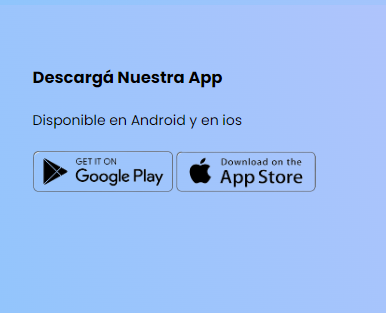 Descargá Nuestra App
Disponible en Android y en ios
GET IT ON
Google Play
Download on the
App Store